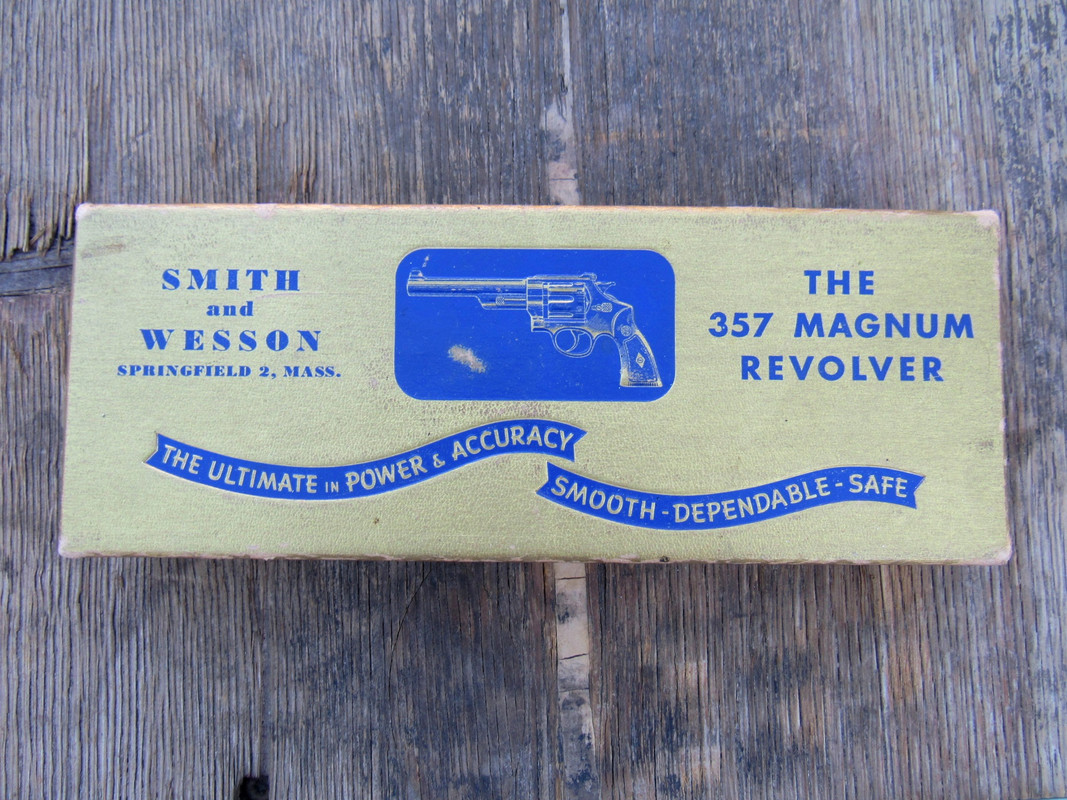 SMITH
and
WESSON
SPRINGFIELD 2, MASS.
THE
357 MAGNUM
REVOLVER
THE ULTIMATE IN POWER & ACCURACY
SMOOTH - DEPENDABLE - SAFE